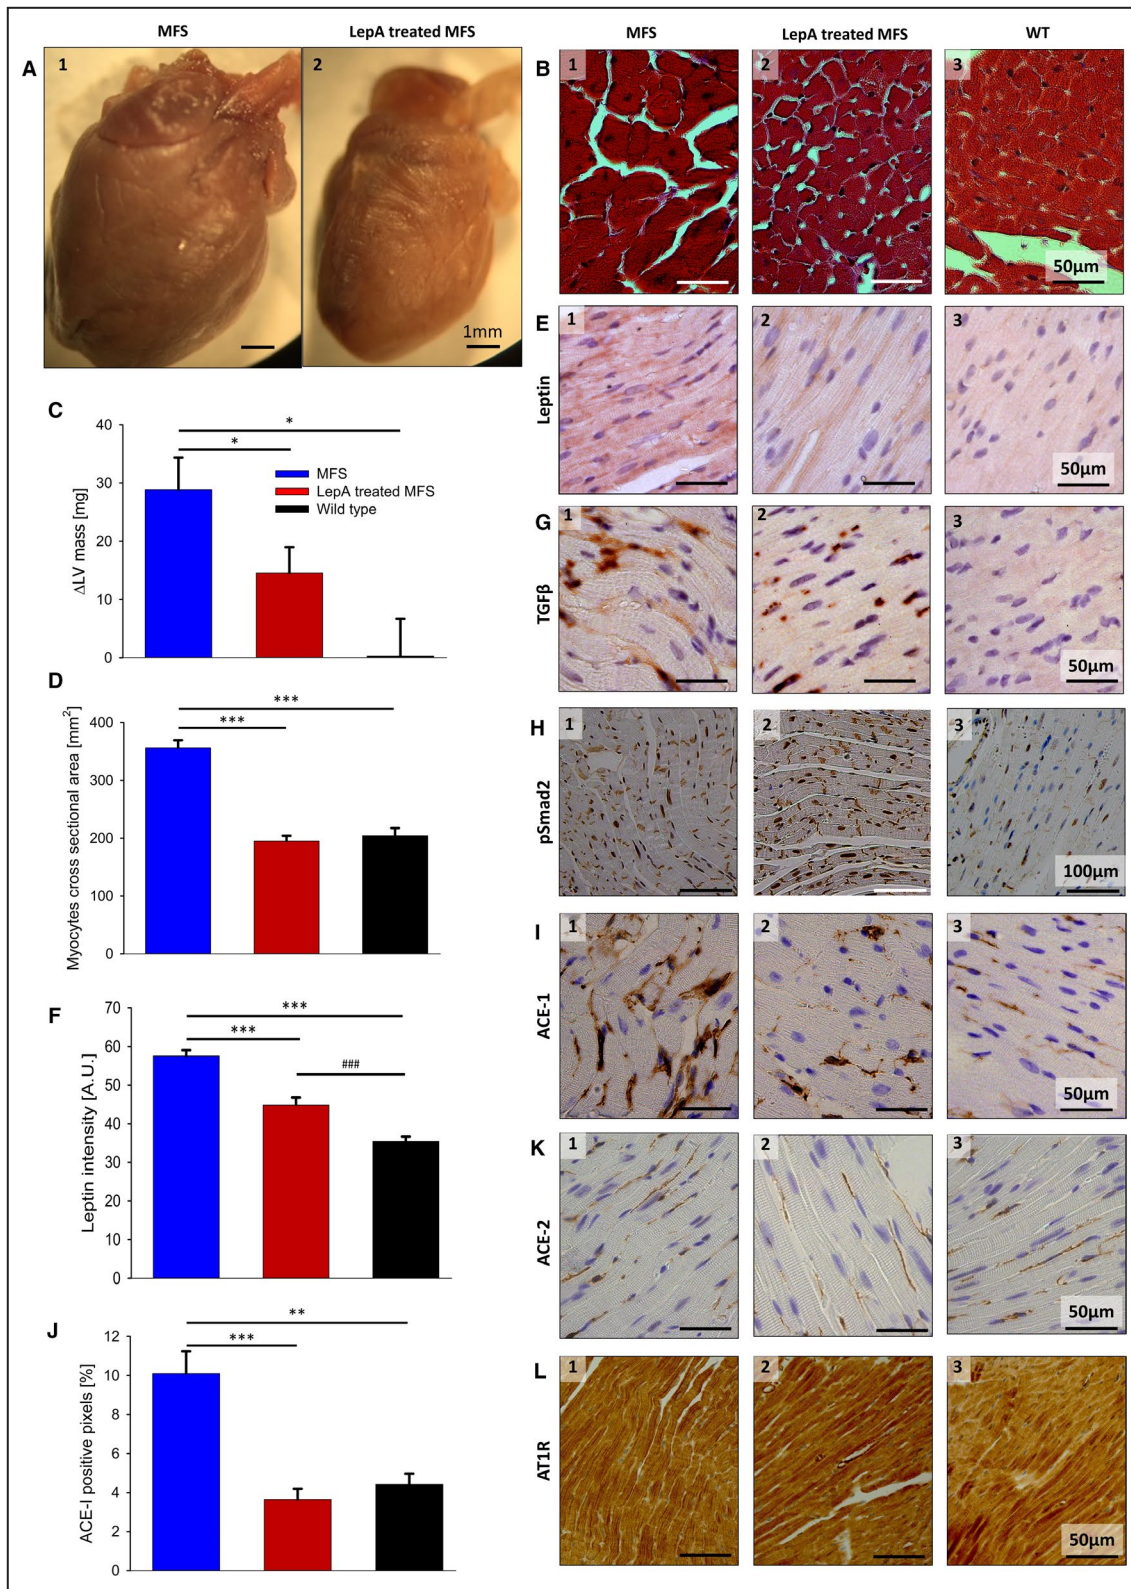 MFS
LepA treated MFS
A
1
2
1mm
MFS
LepA treated MFS
WT
B
1
2
3
50µm
C
ΔLV mass [mg]
40
30
20
10
0
*
*
MFS
LepA treated MFS
Wild type
D
Myocytes cross sectional area [mm²]
400
300
200
100
0
***
***
E
Leptin
1
2
3
50µm
F
Leptin intensity [A.U.]
70
60
50
40
30
20
10
0
***
***
###
G
TGFβ
1
2
3
50µm
H
pSmad2
1
2
3
100µm
I
ACE-1
1
2
3
50µm
J
ACE-I positive pixels [%]
12
10
8
6
4
2
0
**
***
K
ACE-2
1
2
3
50µm
L
AT1R
1
2
3
50µm